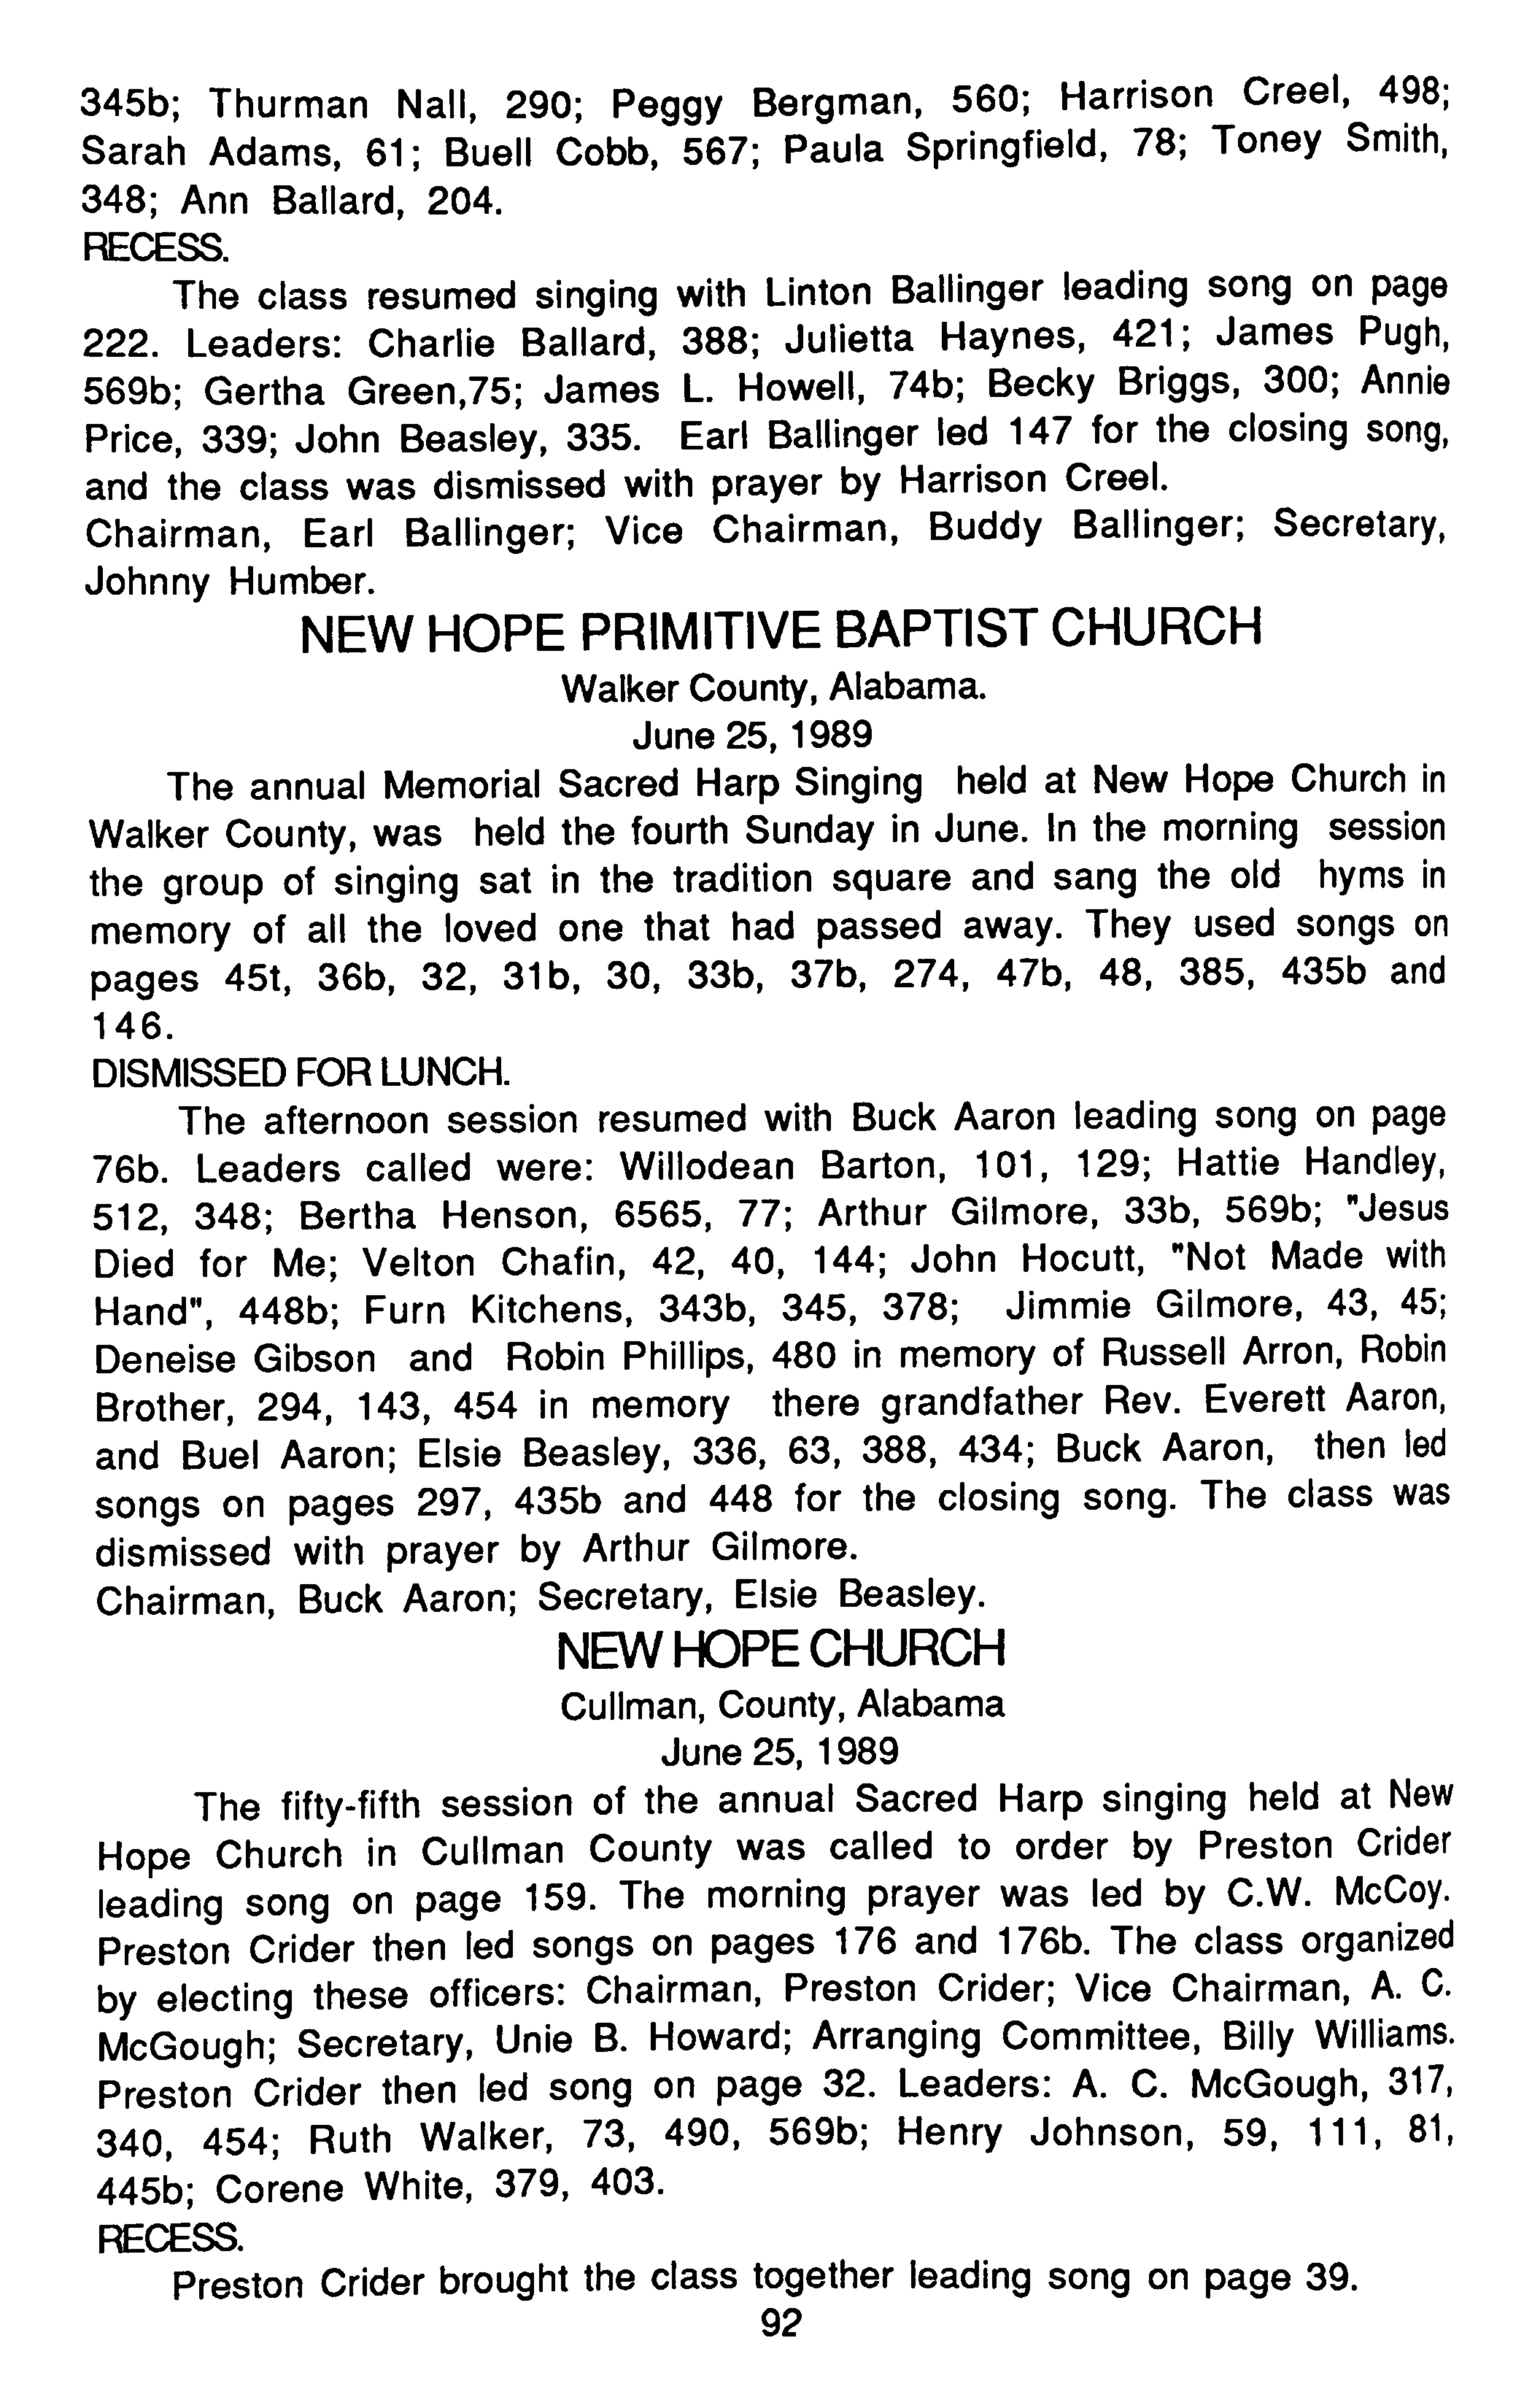 345b; Thurman Nall, 290; Peggy Bergman, 560; Harrison Creel, 498;
Sarah Adams, 61; Buell Cobb, 567; Paula Springfield, 78; Toney Smith,
348; Ann Ballard, 204.
RECESS.
The class resumed singing with Linton Ballinger leading song on page
222. Leaders: Charlie Ballard, 388; Julietta Haynes, 421; James Pugh,
569b; Gertha Green,75; James L. Howell, 74b; Becky Briggs, 300; Annie
Price, 339; John Beasley, 335. Earl Ballinger led 147 for the closing song,
and the class was dismissed with prayer by Harrison Creel.
Chairman, Earl Ballinger; Vice Chairman, Buddy Ballinger; Secretary,
Johnny Humber.
NEW HOPE PRIMITIVE BAPTIST CHURCH
Walker County, Alabama.
June 25, 1989
The annual Memorial Sacred Harp Singing held at New Hope Church in
Walker County, was held the fourth Sunday in June. In the morning session
the group of singing sat in the tradition square and sang the old hyms in
memory of all the loved one that had passed away. They used songs on
pages 45t, 36b, 32, 31b, 30, 33b, 37b, 274, 47b, 48, 385, 435b and
146.
DISMISSED FOR LUNCH.
The afternoon session resumed with Buck Aaron leading song on page
76b. Leaders called were: Willodean Barton, 101, 129; Hattie Handley,
512, 348; Bertha Henson, 6565, 77; Arthur Gilmore, 33b, 569b; "Jesus
Died for Me; Velton Chafin, 42, 40, 144; John Hocutt, "Not Made with
Hand", 448b; Furn Kitchens, 343b, 345, 378; Jimmie Gilmore, 43, 45;
Deneise Gibson and Robin Phillips, 480 in memory of Russell Arron, Robin
Brother, 294, 143, 454 in memory there grandfather Rev. Everett Aaron,
and Buel Aaron; Elsie Beasley, 336, 63, 388, 434; Buck Aaron, then led
songs on pages 297, 435b and 448 for the closing song. The class was
dismissed with prayer by Arthur Gilmore.
Chairman, Buck Aaron; Secretary, Elsie Beasley.
NEW HOPE CHURCH
Cullman, County, Alabama
June 25, 1989
The fifty-fifth session of the annual Sacred Harp singing held at New
Hope Church in Cullman County was called to order by Preston Crider
leading song on page 159. The morning prayer was led by C.W. McCoy.
Preston Crider then led songs on pages 176 and 176b. The class organized
by electing these officers: Chairman, Preston Crider; Vice Chairman, A. C.
McGough; Secretary, Unie B. Howard; Arranging Committee, Billy Williams.
Preston Crider then led song on page 32. Leaders: A. C. McGough, 317,
340, 454; Ruth Walker, 73, 490, 569b; Henry Johnson, 59, 111, 81,
445b; Corene White, 379, 403.
RECESS.
Preston Crider brought the class together leading song on page 39.
92